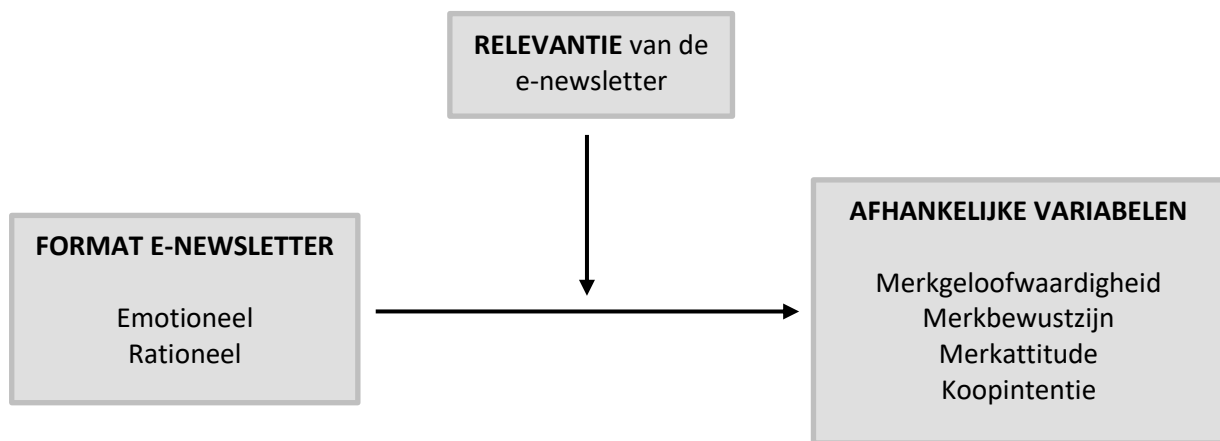 RELEVANTIE van de
e-newsletter
FORMAT E-NEWSLETTER
Emotioneel
Rationeel
AFHANKELIJKE VARIABELEN
Merkgeloofwaardigheid
Merkbewustzijn
Merkattitude
Koopintentie